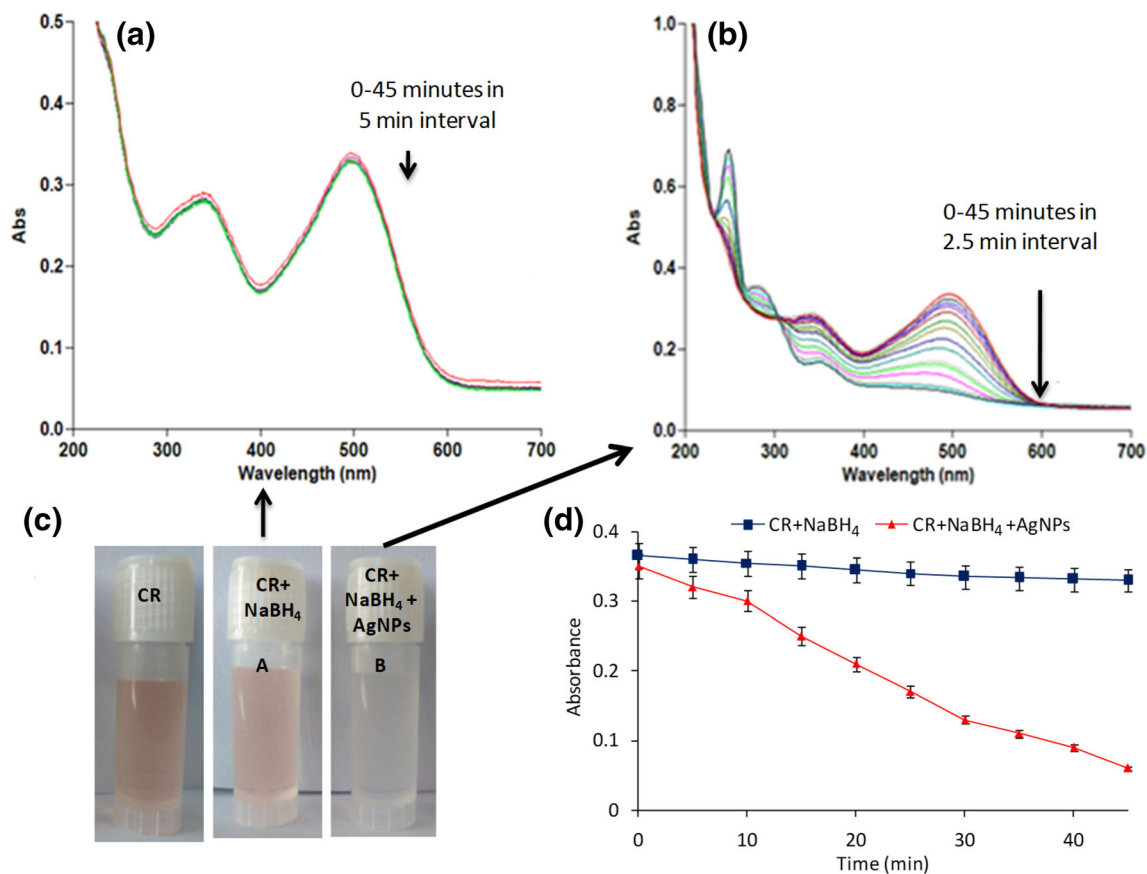 (a)
0-45 minutes in
5 min interval
Abs
0.5
0.4
0.3
0.2
0.1
0.0
200 300 400 500 600 700
Wavelength (nm)
(b)
0-45 minutes in
2.5 min interval
Abs
1.0
0.8
0.6
0.4
0.2
0.0
200 300 400 500 600 700
Wavelength (nm)
(c)
CR
CR+
NaBH4
A
CR+
NaBH4 +
AgNPs
B
(d)
CR+NaBH4 CR+NaBH4 +AgNPs
Absorbance
0.4
0.3
0.2
0.1
0
0 10 20 30 40
Time (min)